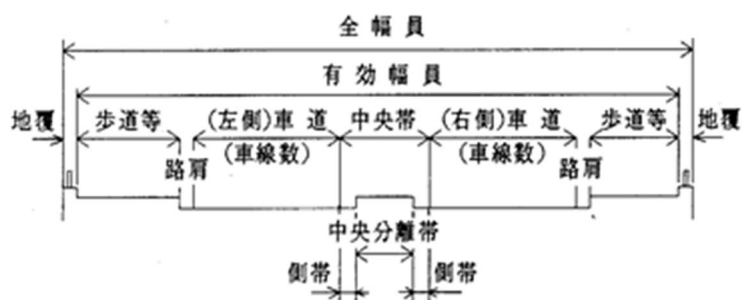 全幅員
有効幅員
地覆 歩道等 (左側)車道 中央帯 (右側)車道 歩道等 地覆
路肩 (車線数) (車線数) 路肩
中央分離帯
側帯 側帯